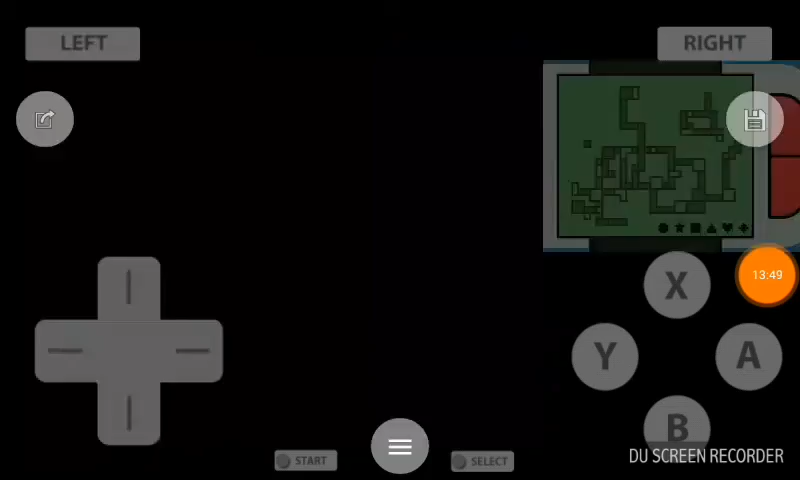 LEFT
RIGHT
13:49
X
Y
A
B
START
SELECT
DU SCREEN RECORDER